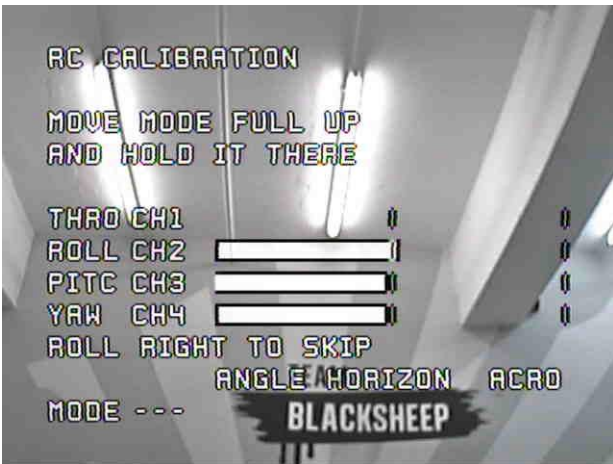 RC CALIBRATION
MOVE MODE FULL UP
AND HOLD IT THERE
THRO CH1
ROLL CH2
PITC CH3
YAW CH4
ROLL RIGHT TO SKIP
TEAM
ANGLE HORIZON ACRO
MODE ---
BLACKSHEEP